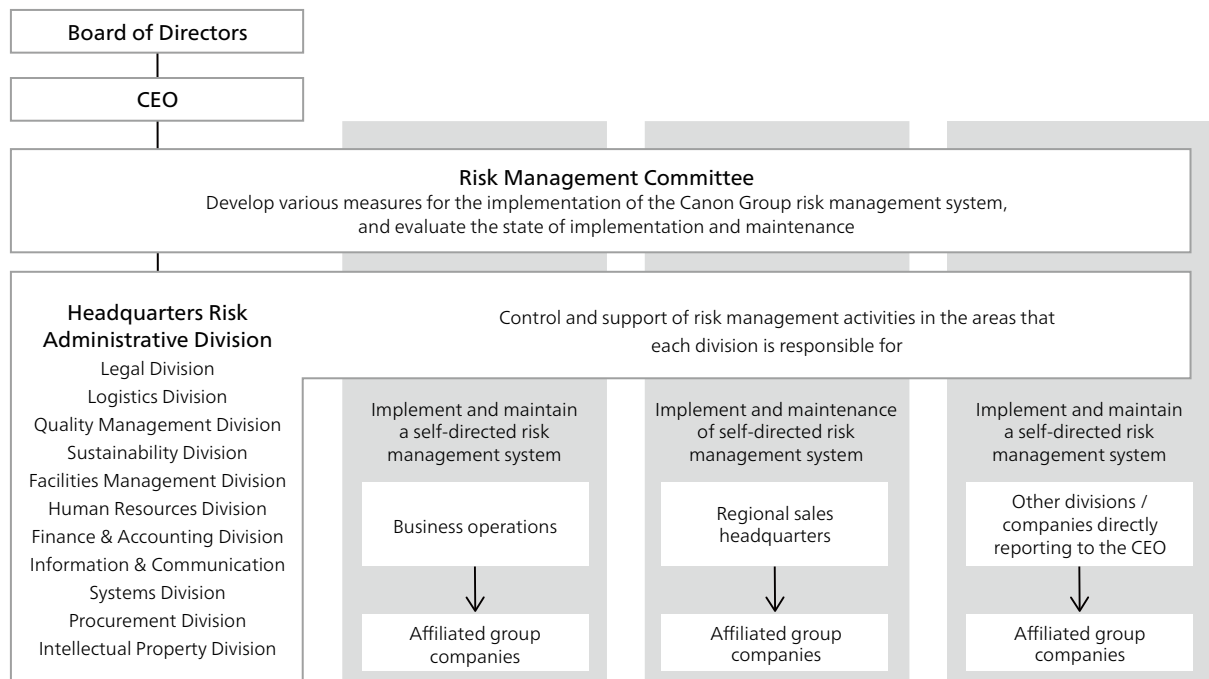 Board of Directors
CEO
Risk Management Committee
Develop various measures for the implementation of the Canon Group risk management system,
and evaluate the state of implementation and maintenance
Headquarters Risk
Administrative Division
Legal Division
Logistics Division
Quality Management Division
Sustainability Division
Facilities Management Division
Human Resources Division
Finance & Accounting Division
Information & Communication
Systems Division
Procurement Division
Intellectual Property Division
Control and support of risk management activities in the areas that
each division is responsible for
Implement and maintain
a self-directed risk
management system
Business operations
Affiliated group
companies
Implement and maintenance
of self-directed risk
management system
Regional sales
headquarters
Affiliated group
companies
Implement and maintain
a self-directed risk
management system
Other divisions /
companies directly
reporting to the CEO
Affiliated group
companies